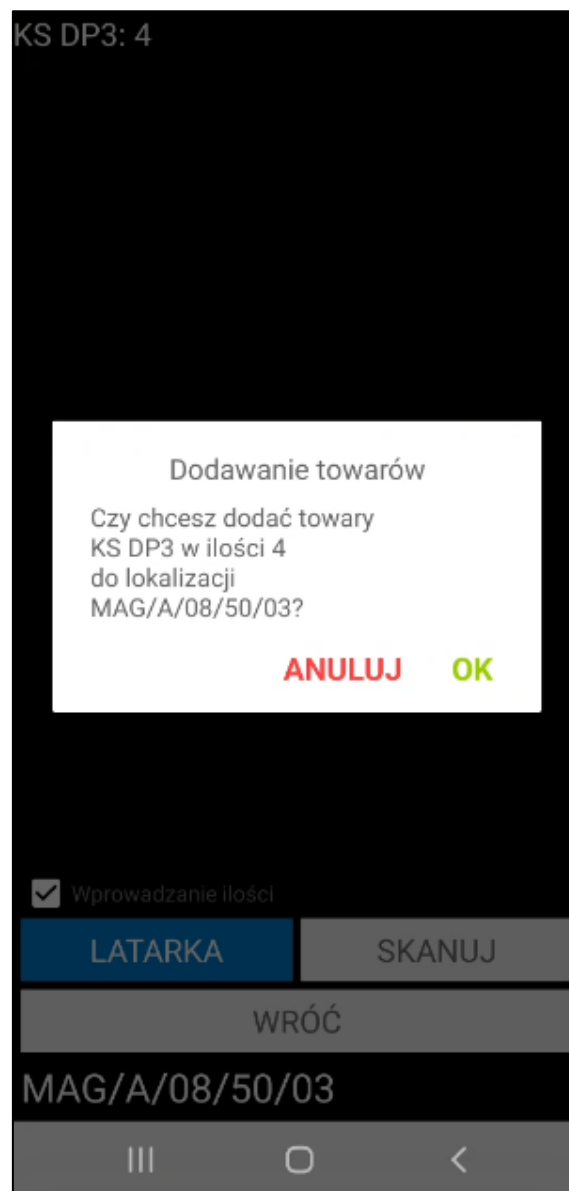 KS DP3: 4
Dodawanie towarów
Czy chcesz dodać towary
KS DP3 w ilości 4
do lokalizacji
MAG/A/08/50/03?
ANULUJ OK
Wprowadzanie ilości
LATARKA SKANUJ
WRÓĆ
MAG/A/08/50/03